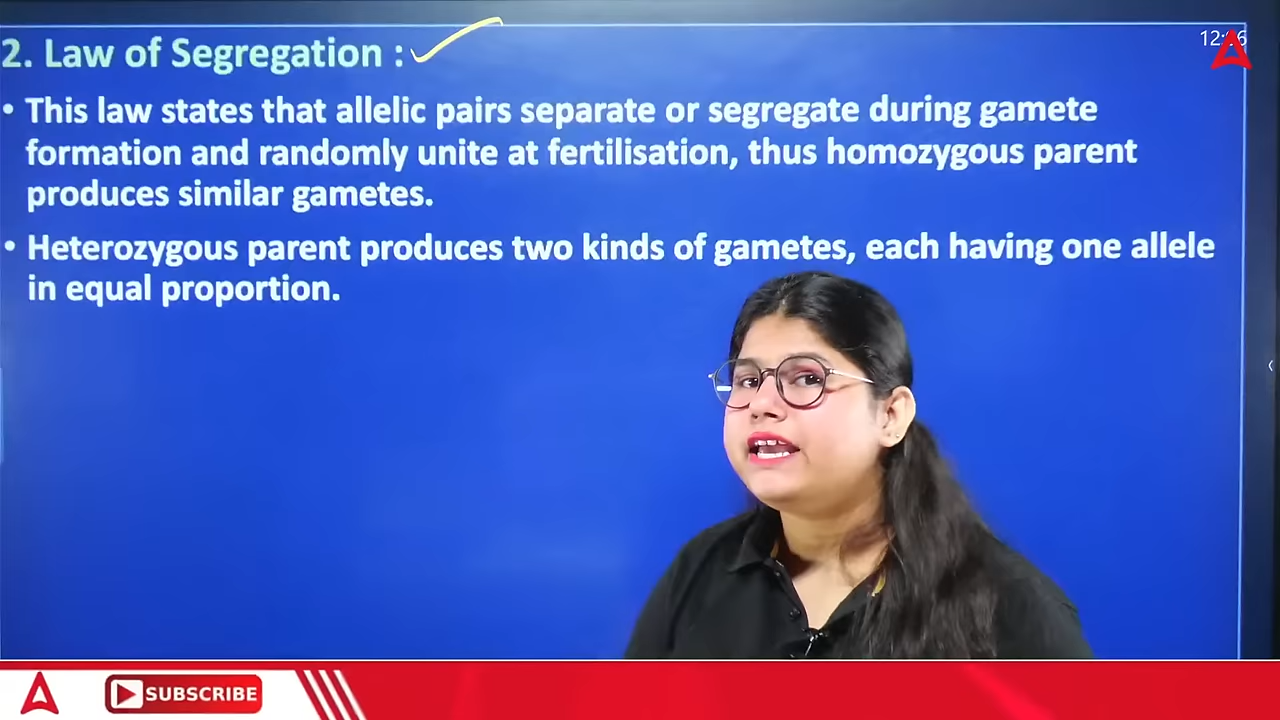 2. Law of Segregation :
• This law states that allelic pairs separate or segregate during gamete
formation and randomly unite at fertilisation, thus homozygous parent
produces similar gametes.
• Heterozygous parent produces two kinds of gametes, each having one allele
in equal proportion.
SUBSCRIBE